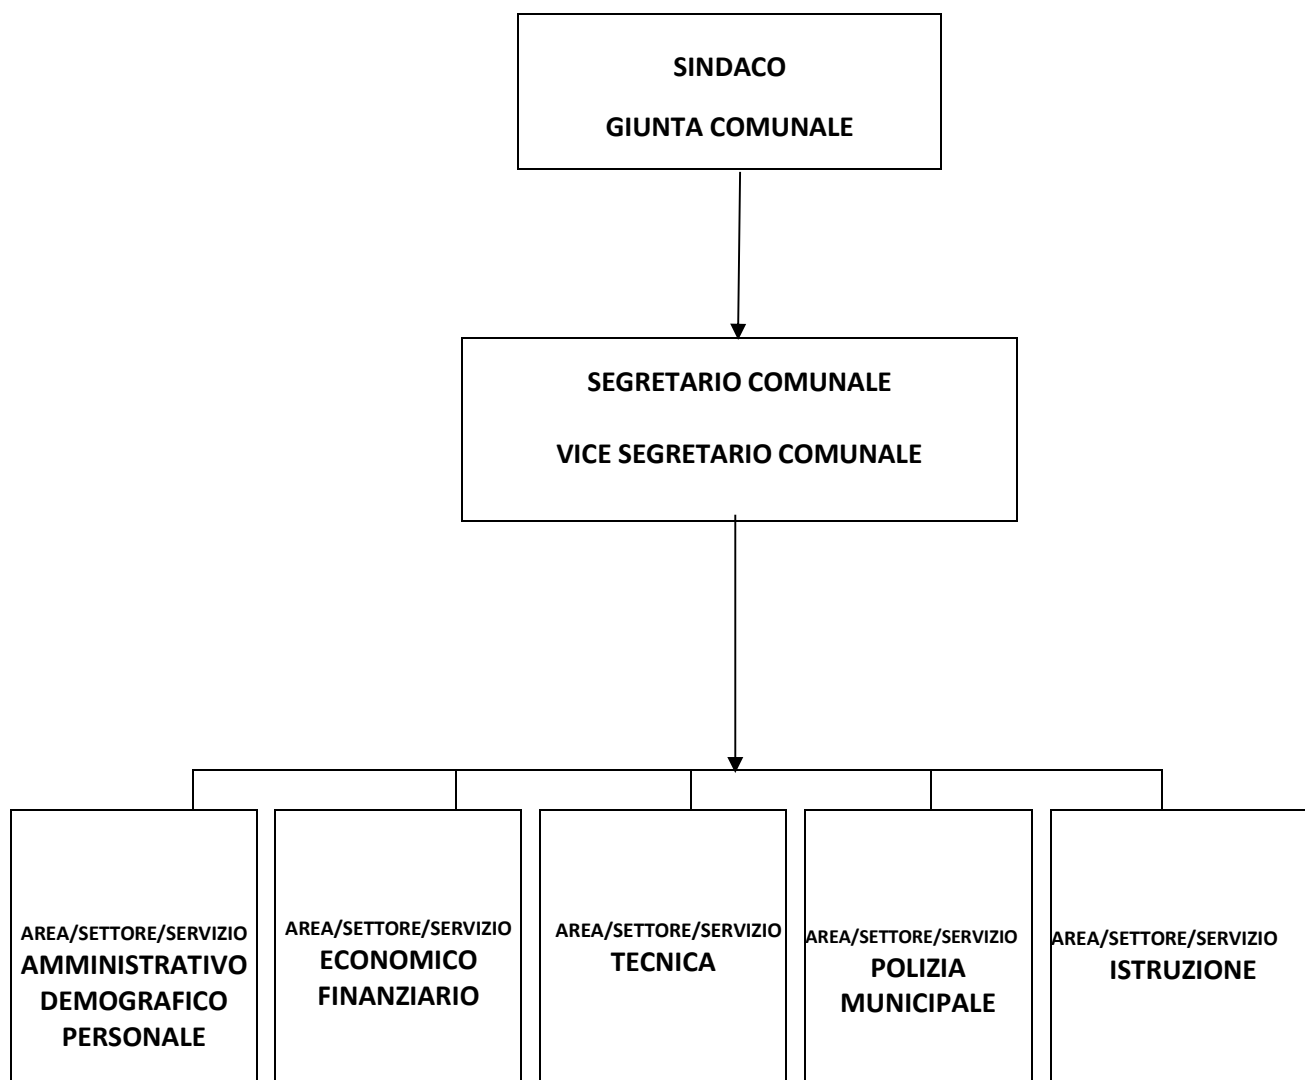 SINDACO
GIUNTA COMUNALE
SEGRETARIO COMUNALE
VICE SEGRETARIO COMUNALE
AREA/SETTORE/SERVIZIO
AMMINISTRATIVO
DEMOGRAFICO
PERSONALE
AREA/SETTORE/SERVIZIO
ECONOMICO
FINANZIARIO
AREA/SETTORE/SERVIZIO
TECNICA
AREA/SETTORE/SERVIZIO
POLIZIA
MUNICIPALE
AREA/SETTORE/SERVIZIO
ISTRUZIONE